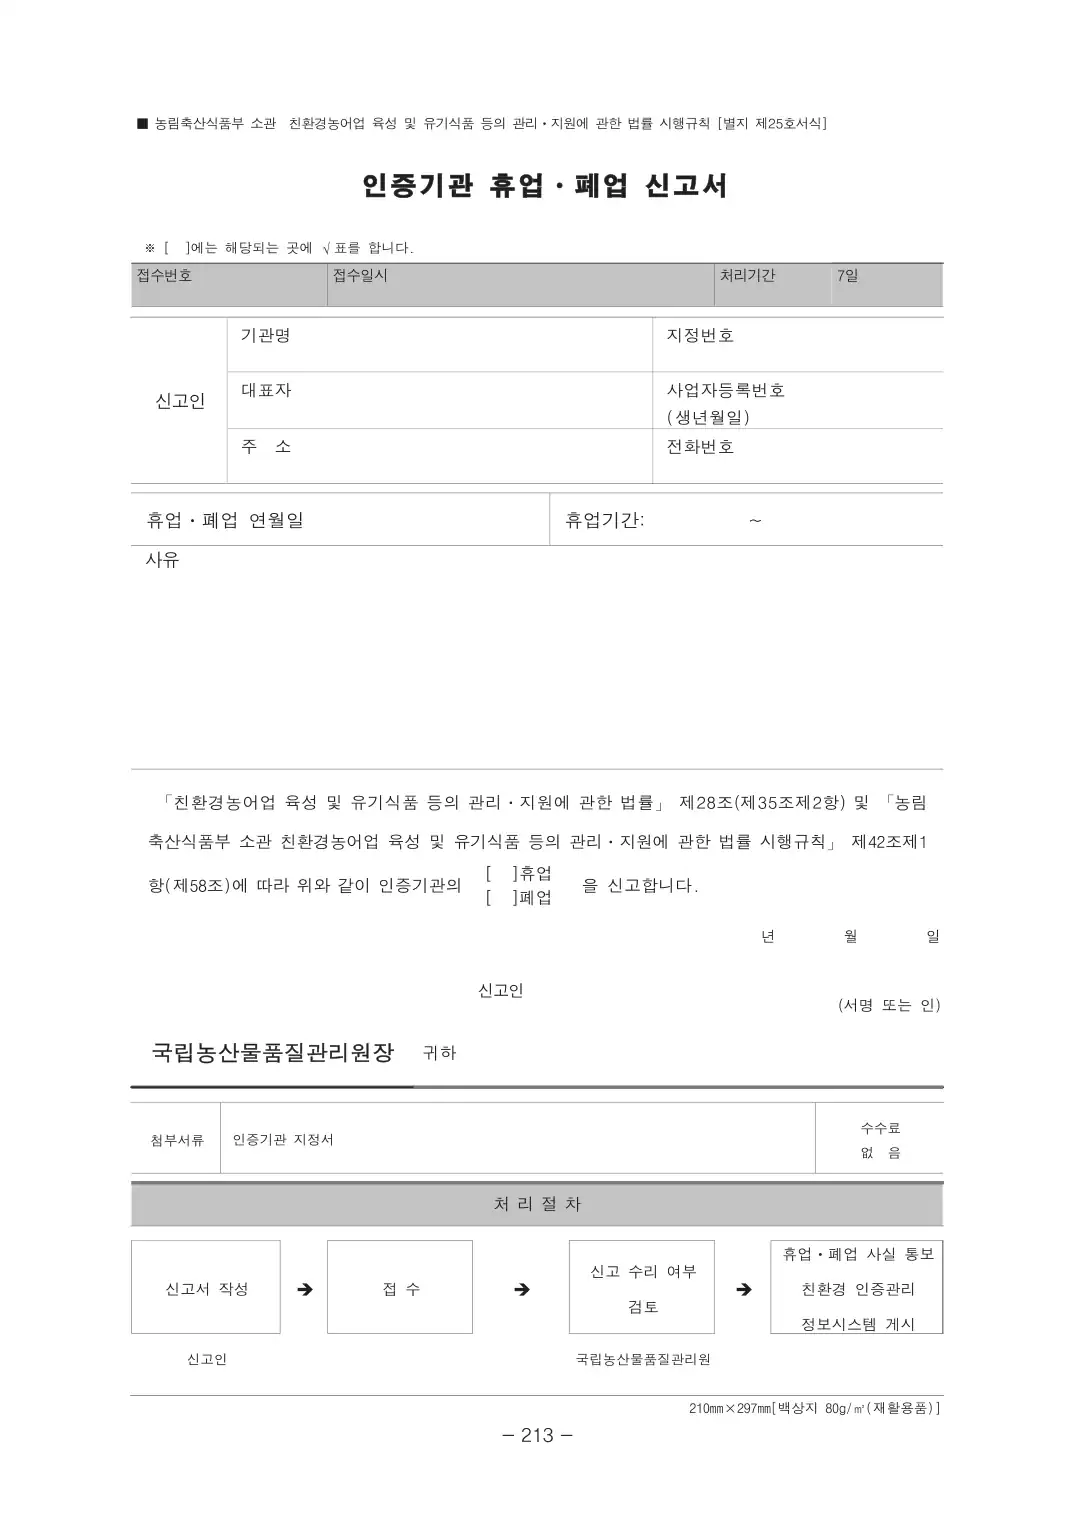 ■ 농림축산식품부 소관 친환경농어업 육성 및 유기식품 등의 관리・지원에 관한 법률 시행규칙 [별지 제25호서식]
인증기관 휴업・폐업 신고서
※ [ ]에는 해당되는 곳에 √표를 합니다.
접수번호 접수일시 처리기간 7일
기관명 지정번호
대표자 사업자등록번호
신고인
(생년월일)
주 소 전화번호
휴업・폐업 연월일 휴업기간: ~
사유
「친환경농어업 육성 및 유기식품 등의 관리・지원에 관한 법률」 제28조(제35조제2항) 및 「농림
축산식품부 소관 친환경농어업 육성 및 유기식품 등의 관리・지원에 관한 법률 시행규칙」 제42조제1
항(제58조)에 따라 위와 같이 인증기관의 [ ]휴업 [ ]폐업 을 신고합니다.
년 월 일
신고인
(서명 또는 인)
국립농산물품질관리원장 귀하
첨부서류 인증기관 지정서
수수료
없 음
처 리 절 차
신고서 작성 ➔ 접 수 ➔ 신고 수리 여부 검토 ➔ 휴업・폐업 사실 통보 친환경 인증관리 정보시스템 게시
신고인 국립농산물품질관리원
210㎜×297㎜[백상지 80g/㎡(재활용품)]
− 213 −